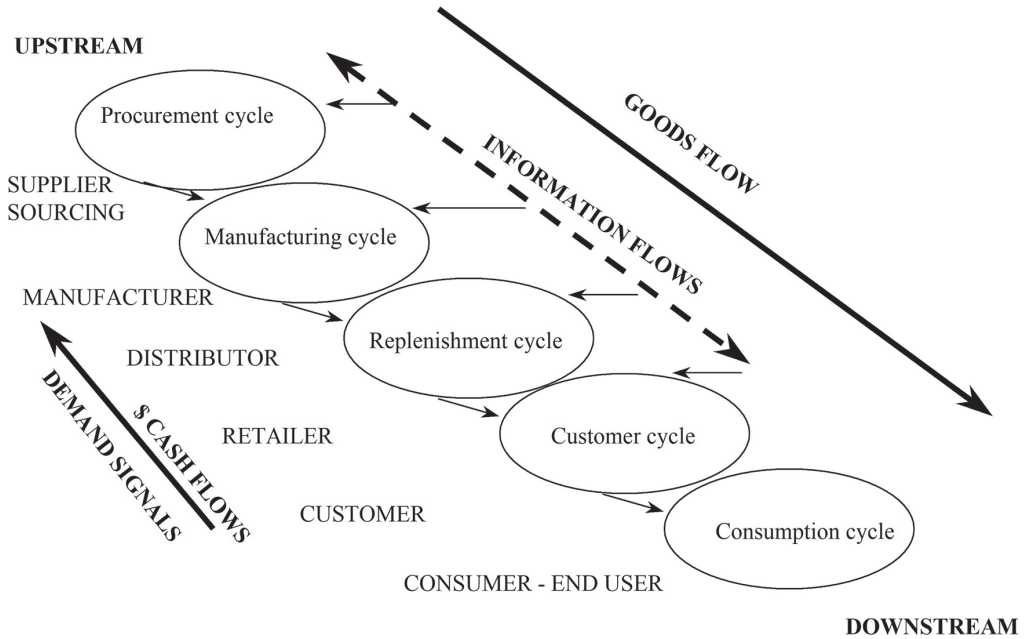 UPSTREAM
Procurement cycle
GOODS FLOW
INFORMATION FLOWS
SUPPLIER
SOURCING
Manufacturing cycle
MANUFACTURER
Replenishment cycle
DISTRIBUTOR
$ CASH FLOWS
DEMAND SIGNALS
RETAILER
Customer cycle
CUSTOMER
Consumption cycle
CONSUMER - END USER
DOWNSTREAM